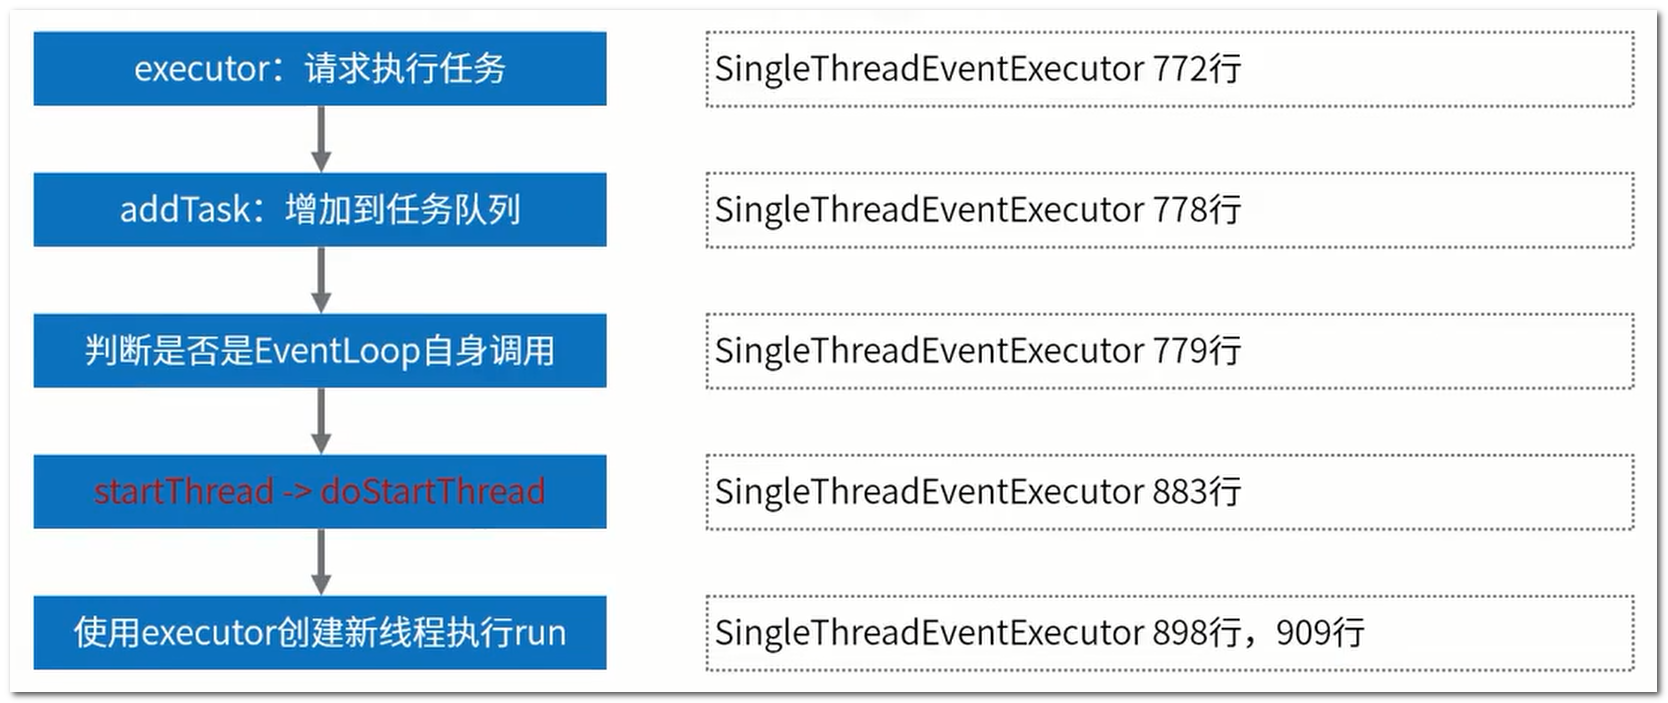 executor：请求执行任务
SingleThreadEventExecutor 772行
addTask：增加到任务队列
SingleThreadEventExecutor 778行
判断是否是EventLoop自身调用
SingleThreadEventExecutor 779行
startThread -> doStartThread
SingleThreadEventExecutor 883行
使用executor创建新线程执行run
SingleThreadEventExecutor 898行，909行